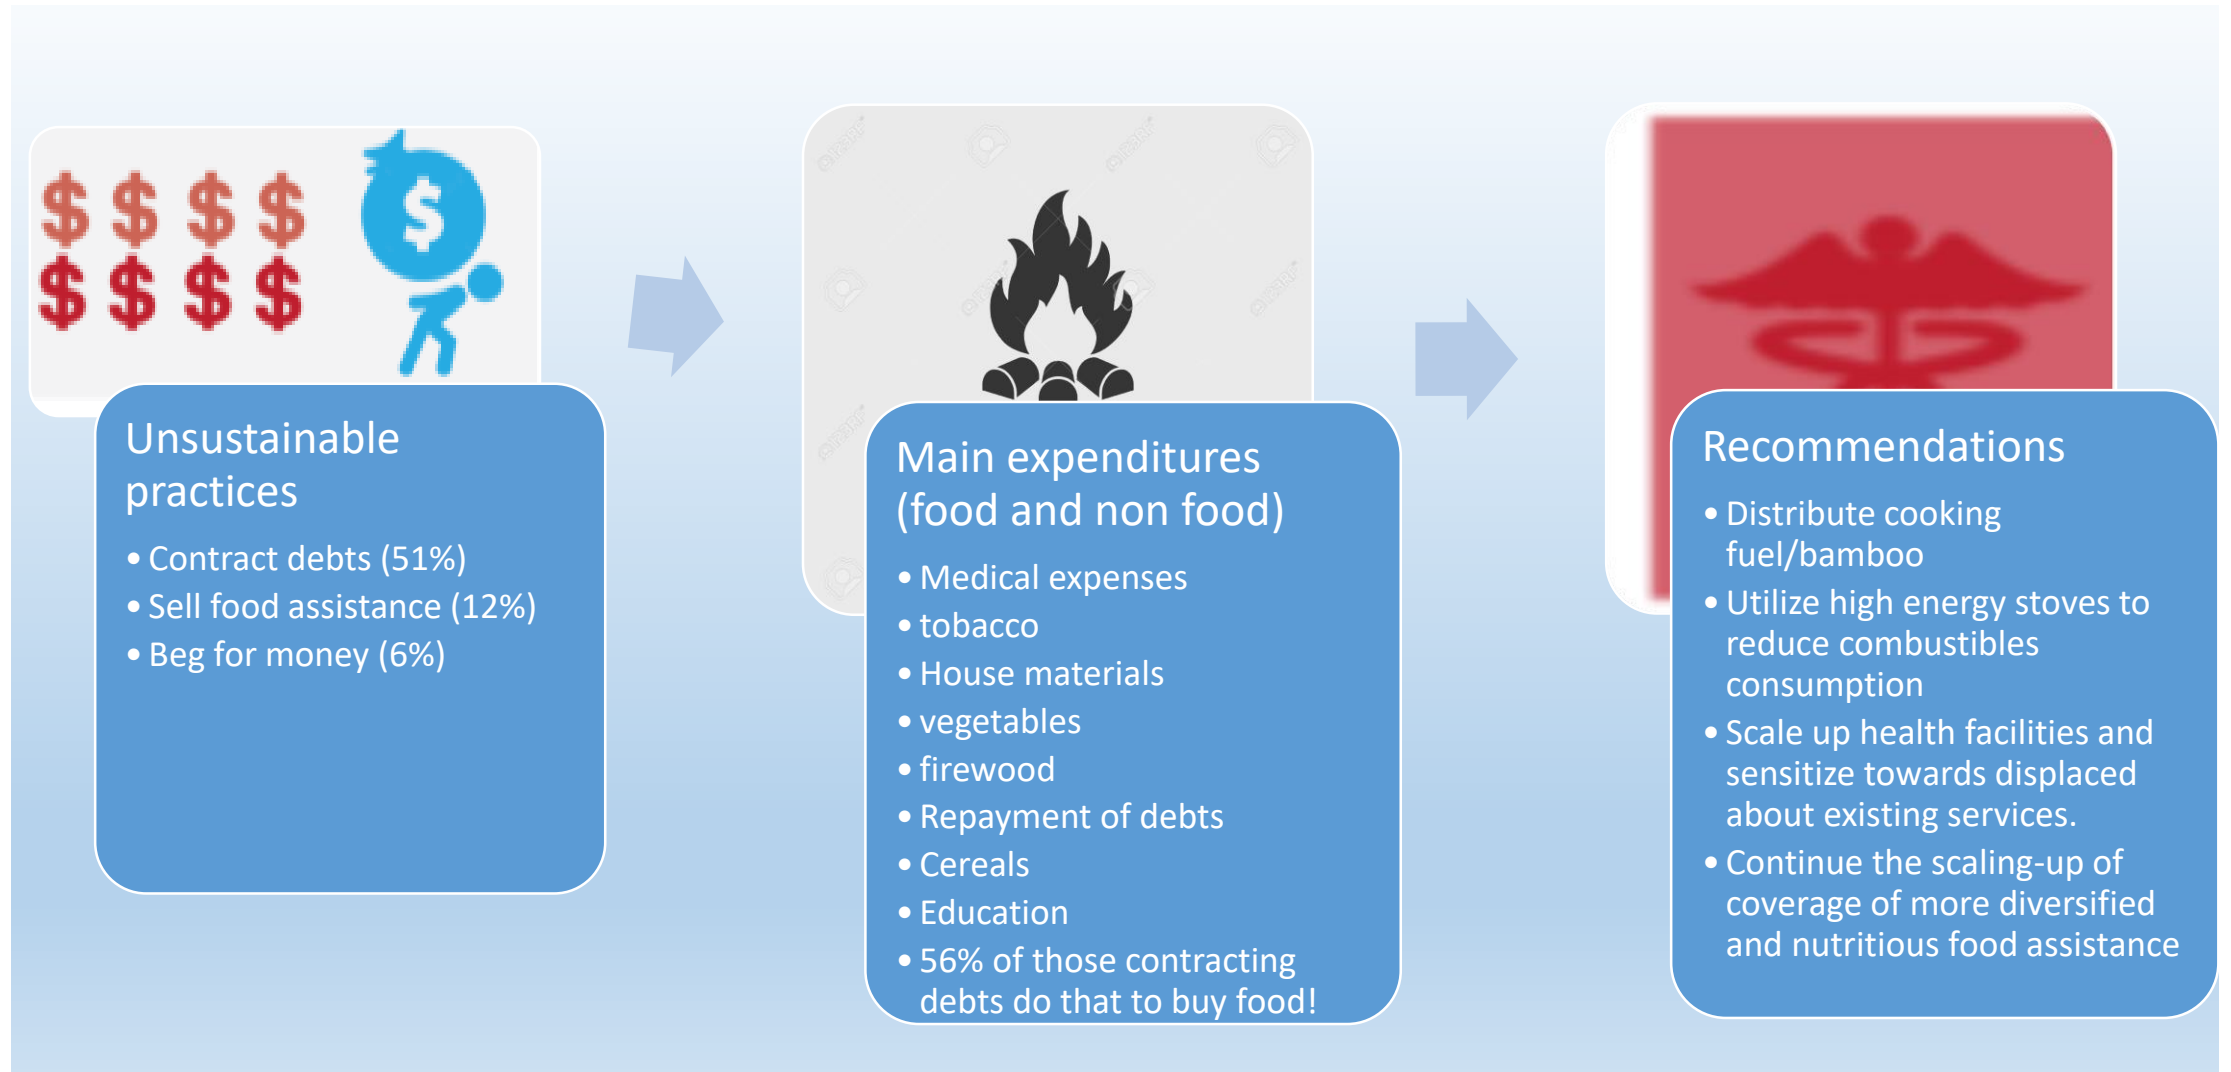 Unsustainable
practices
• Contract debts (51%)
• Sell food assistance (12%)
• Beg for money (6%)
Main expenditures
(food and non food)
• Medical expenses
• tobacco
• House materials
• vegetables
• firewood
• Repayment of debts
• Cereals
• Education
• 56% of those contracting
debts do that to buy food!
Recommendations
• Distribute cooking
fuel/bamboo
• Utilize high energy stoves to
reduce combustibles
consumption
• Scale up health facilities and
sensitize towards displaced
about existing services.
• Continue the scaling-up of
coverage of more diversified
and nutritious food assistance